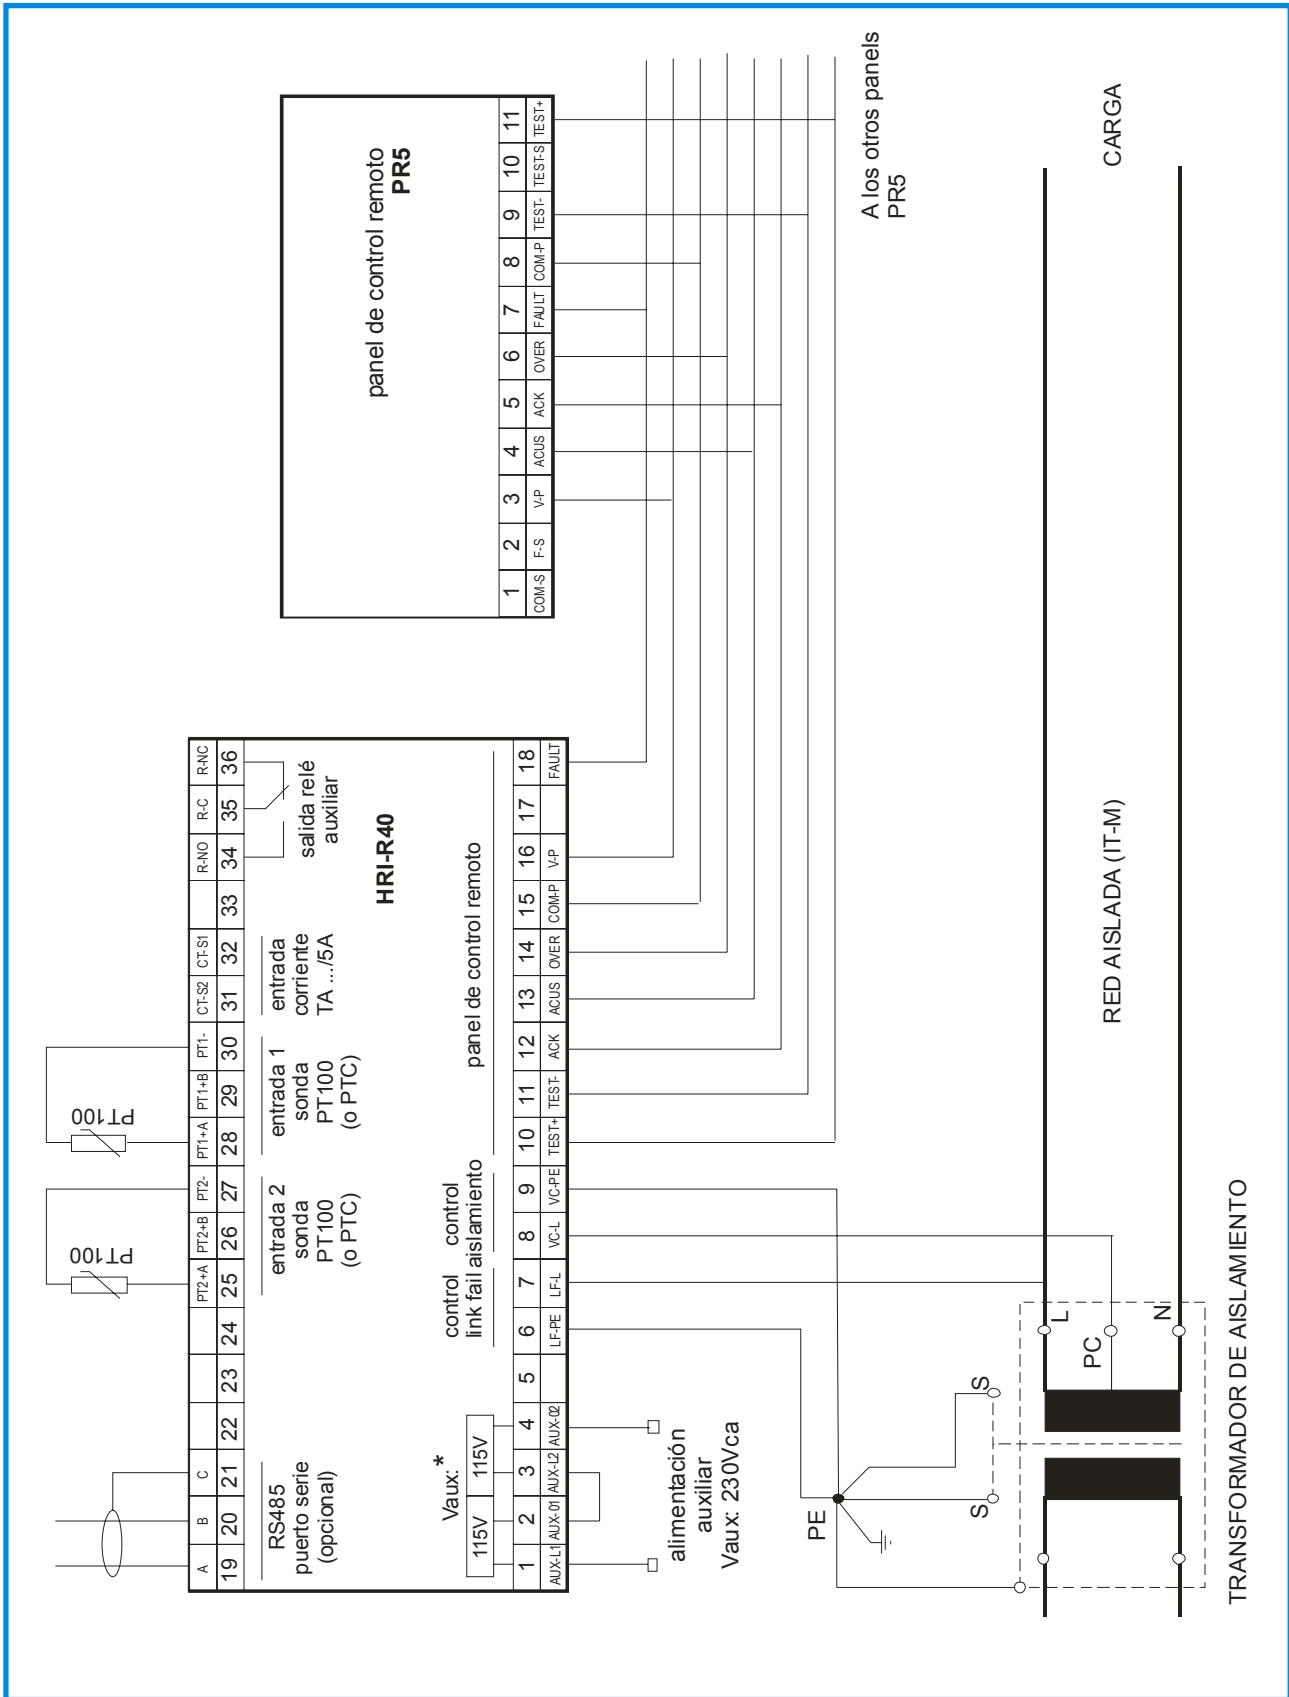 R-NC
R-C
R-NO
CT-S1
CT-S2
PT1-
PT1+B
PT1+A
PT2-
PT2+B
PT2+A
C
B
A
36
35
34
33
32
31
30
29
28
27
26
25
24
23
22
21
20
19
PT100
PT100
salida relé
auxiliar
entrada
corriente
TA .../5A
entrada 1
sonda
PT100
(o PTC)
entrada 2
sonda
PT100
(o PTC)
RS485
puerto serie
(opcional)
HRI-R40
panel de control remoto
control
aislamiento
control
link fail
Vaux:*
115V
115V
1
2
3
4
5
6
7
8
9
10
11
12
13
14
15
16
17
18
AUX-L1
AUX-01
AUX-L2
AUX-02
LF-PE
LF-L
VC-L
VC-PE
TEST+
TEST-
ACK
ACUS
OVER
COM-P
V-P
FAULT
alimentación
auxiliar
Vaux: 230Vca
panel de control remoto
PR5
1
2
3
4
5
6
7
8
9
10
11
COM-S
F-S
V-P
ACUS
ACK
OVER
FAULT
COM-P
TEST-
TEST-S
TEST+
A los otros panels
PR5
PE
S
S
L
PC
N
RED AISLADA (IT-M)
CARGA
TRANSFORMADOR DE AISLAMIENTO